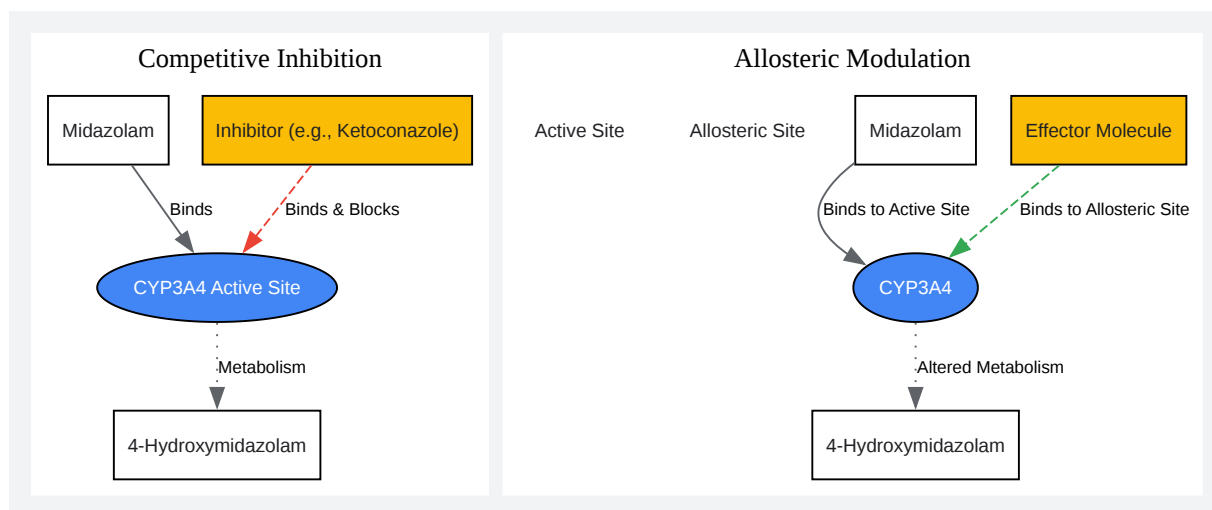 Competitive Inhibition
Midazolam
Inhibitor (e.g., Ketoconazole)
Binds
Binds & Blocks
CYP3A4 Active Site
Metabolism
4-Hydroxymidazolam
Allosteric Modulation
Active Site
Allosteric Site
Midazolam
Effector Molecule
Binds to Active Site
Binds to Allosteric Site
CYP3A4
Altered Metabolism
4-Hydroxymidazolam